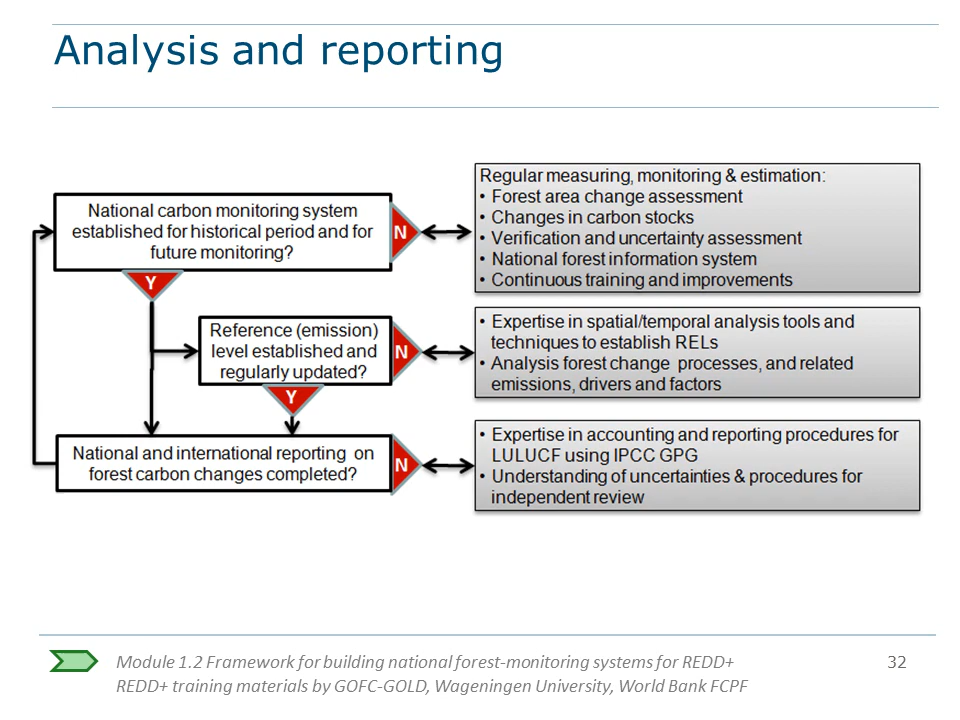 Analysis and reporting
National carbon monitoring system
established for historical period and for
future monitoring?
N
Y
Regular measuring, monitoring & estimation:
• Forest area change assessment
• Changes in carbon stocks
• Verification and uncertainty assessment
• National forest information system
• Continuous training and improvements
Reference (emission)
level established and
regularly updated?
N
Y
• Expertise in spatial/temporal analysis tools and
techniques to establish RELs
• Analysis forest change processes, and related
emissions, drivers and factors
National and international reporting on
forest carbon changes completed?
N
• Expertise in accounting and reporting procedures for
LULUCF using IPCC GPG
• Understanding of uncertainties & procedures for
independent review
Module 1.2 Framework for building national forest-monitoring systems for REDD+
REDD+ training materials by GOFC-GOLD, Wageningen University, World Bank FCPF
32